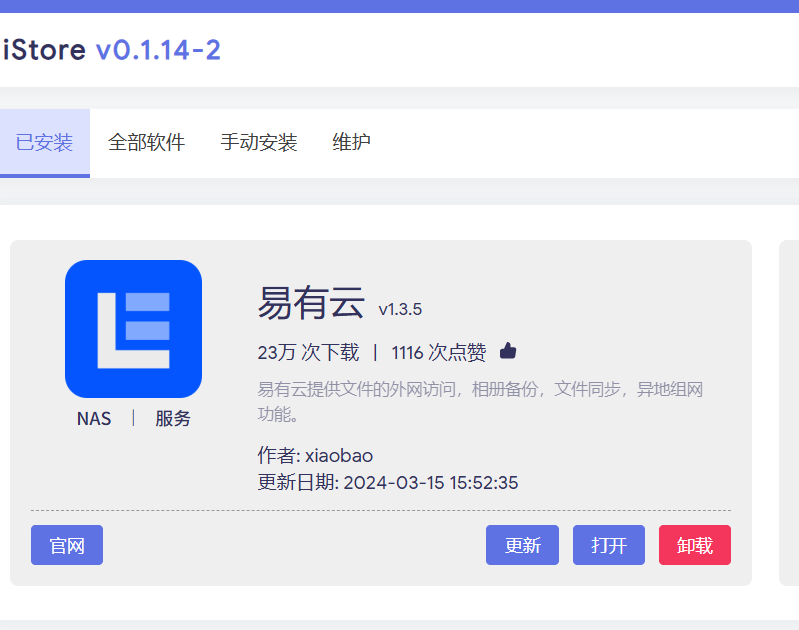 iStore v0.1.14-2
已安装 全部软件 手动安装 维护
易有云 v1.3.5
23万 次下载 | 1116 次点赞
易有云提供文件的外网访问，相册备份，文件同步，异地组网
功能。
NAS | 服务
作者: xiaobao
更新日期: 2024-03-15 15:52:35
官网 更新 打开 卸载